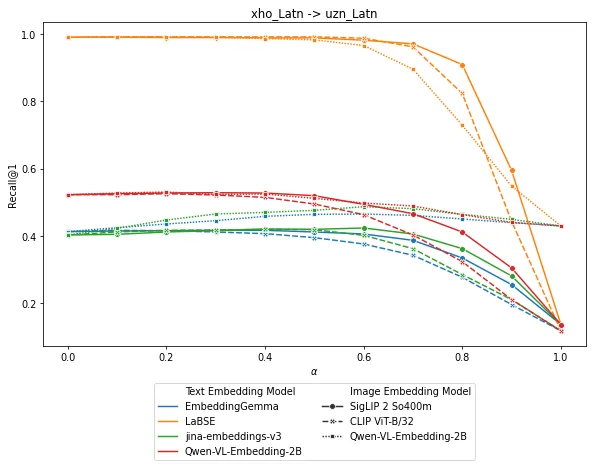 xho_Latn -> uzn_Latn
1.0
0.8
0.6
0.4
0.2
Recall@1
0.0 0.2 0.4 0.6 0.8 1.0
α
Text Embedding Model Image Embedding Model
EmbeddingGemma SigLIP 2 So400m
LaBSE CLIP ViT-B/32
jina-embeddings-v3 Qwen-VL-Embedding-2B
Qwen-VL-Embedding-2B